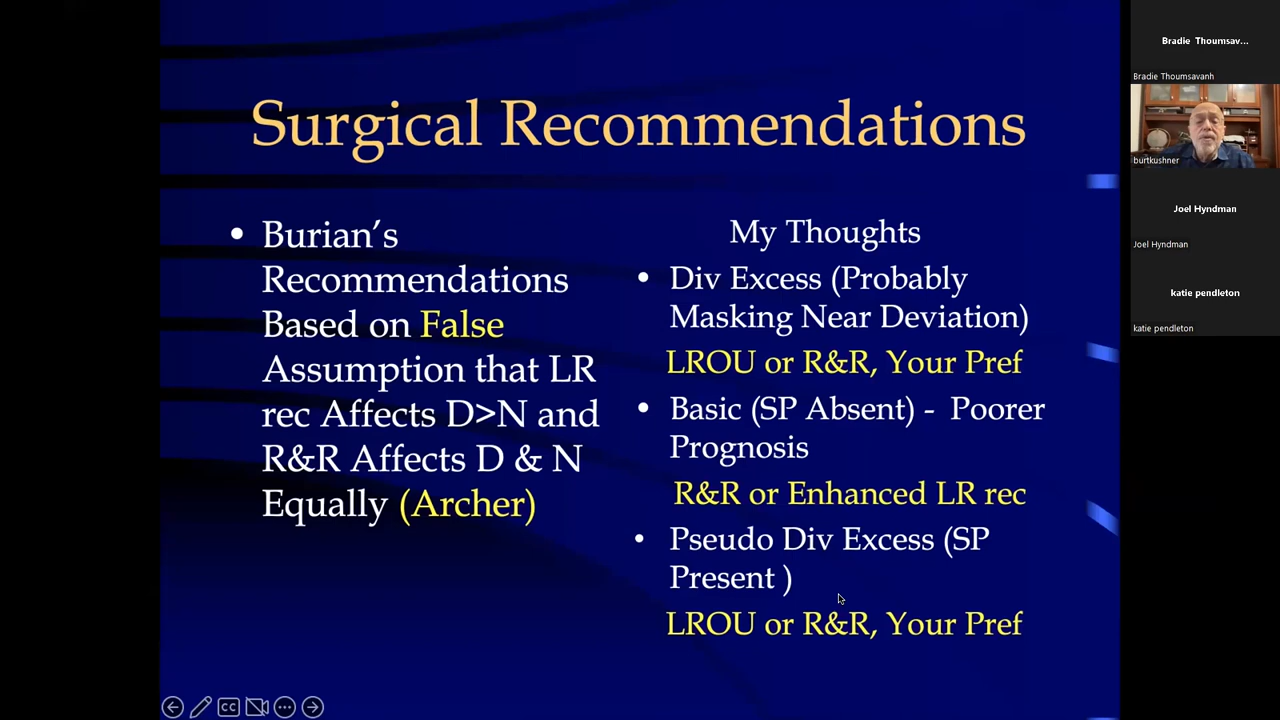 Surgical Recommendations
• Burian's
Recommendations
Based on False
Assumption that LR
rec Affects D>N and
R&R Affects D & N
Equally (Archer)
My Thoughts
• Div Excess (Probably
Masking Near Deviation)
LROU or R&R, Your Pref
• Basic (SP Absent) - Poorer
Prognosis
R&R or Enhanced LR rec
• Pseudo Div Excess (SP
Present )
LROU or R&R, Your Pref
CC
Bradie Thoumsav...
Bradie Thoumsavanh
burtkushner
Joel Hyndman
Joel Hyndman
katie pendleton
katie pendleton